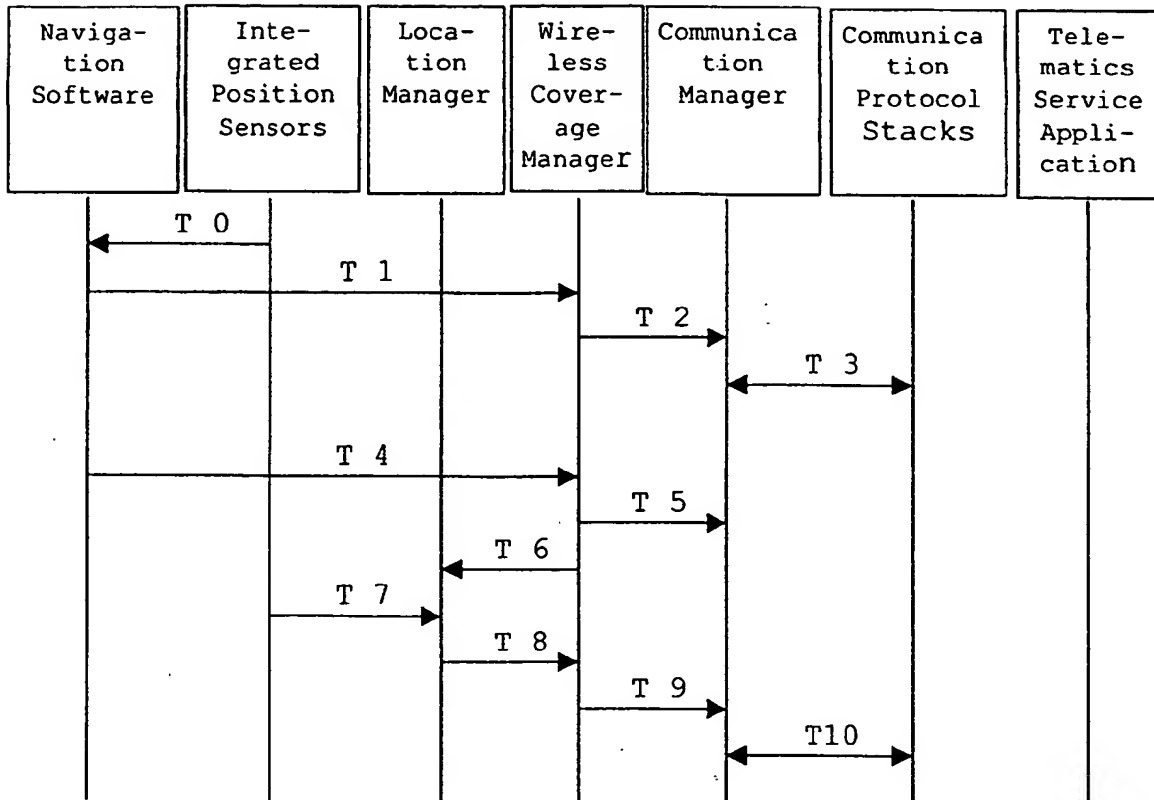 Naviga-
tion
Software
Inte-
grated
Position
Sensors
Loca-
tion
Manager
Wire-
less
Cover-
age
Manager
Communica
tion
Manager
Communica
tion
Protocol
Stacks
Tele-
matics
Service
Appli-
cation
T 0
T 1
T 2
T 3
T 4
T 5
T 6
T 7
T 8
T 9
T10